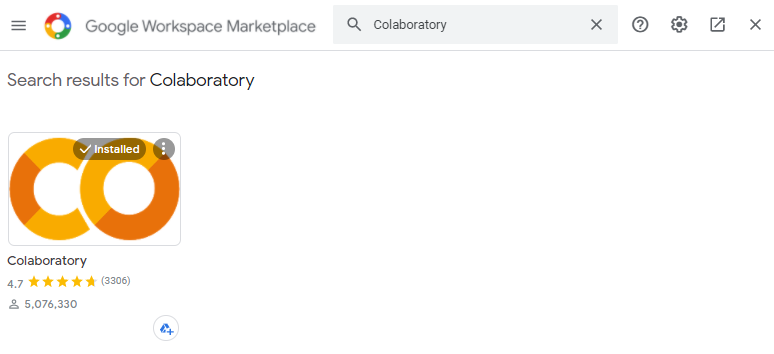 Google Workspace Marketplace
Colaboratory
Search results for Colaboratory
Installed
Colaboratory
4.7 (3306)
5,076,330